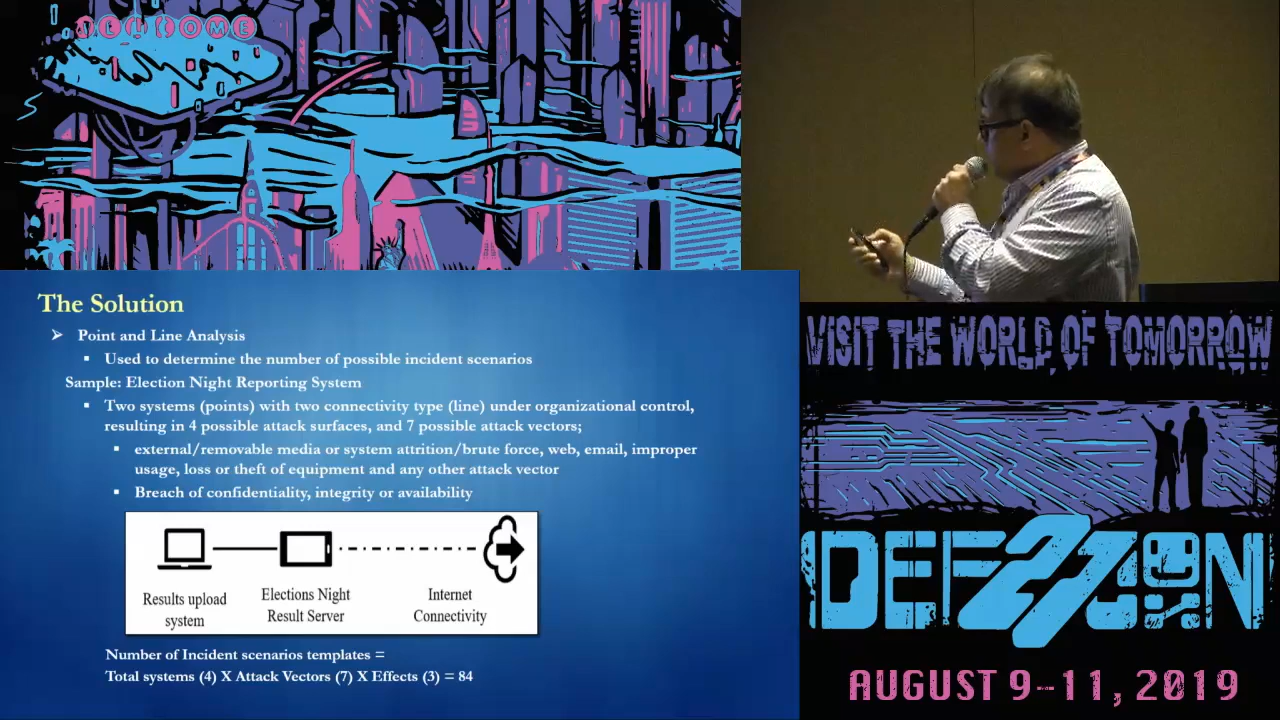 WELCOME
The Solution
➤ Point and Line Analysis
▪ Used to determine the number of possible incident scenarios
Sample: Election Night Reporting System
▪ Two systems (points) with two connectivity type (line) under organizational control,
resulting in 4 possible attack surfaces, and 7 possible attack vectors;
▪ external/removable media or system attrition/brute force, web, email, improper
usage, loss or theft of equipment and any other attack vector
▪ Breach of confidentiality, integrity or availability
Results upload
system
Elections Night
Result Server
Internet
Connectivity
Number of Incident scenarios templates =
Total systems (4) X Attack Vectors (7) X Effects (3) = 84
VISIT THE WORLD OF TOMORROW
DEF27CON
AUGUST 9-11, 2019